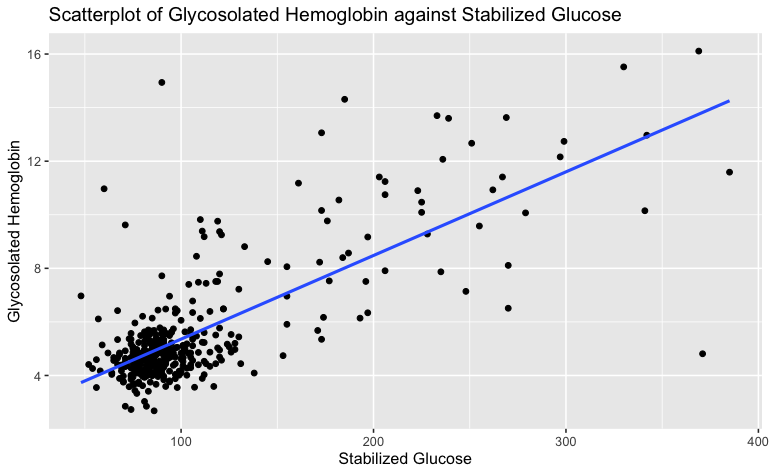 Scatterplot of Glycosolated Hemoglobin against Stabilized Glucose
Glycosolated Hemoglobin
16
12
8
4
100
200
300
400
Stabilized Glucose